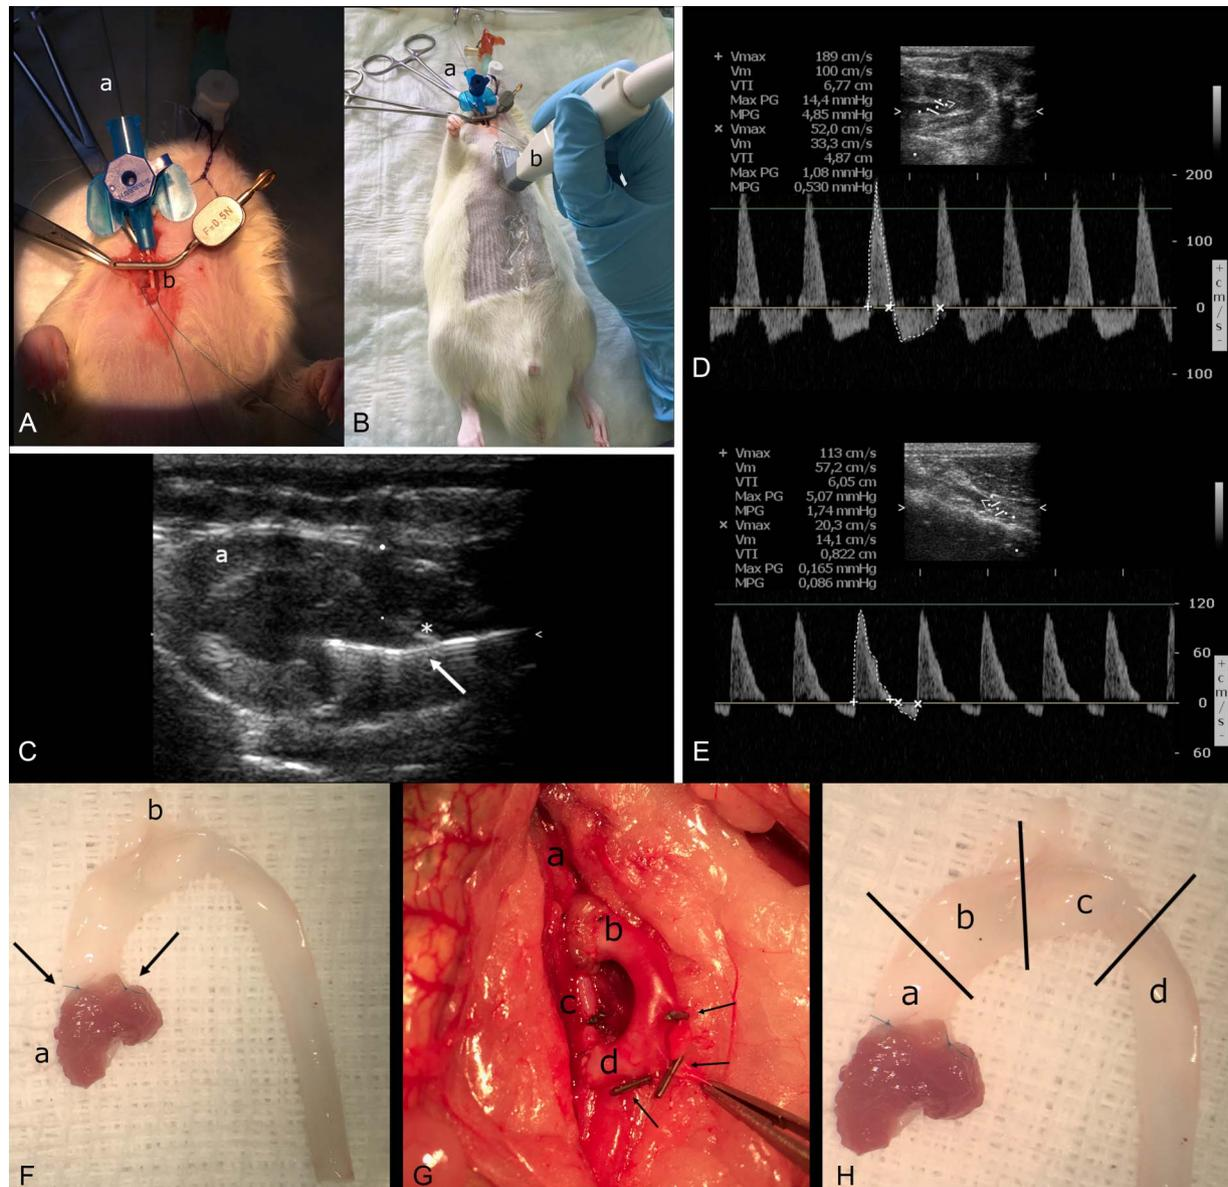 a
F=0.5N
b
A
a
b
B
+ Vmax 189 cm/s
Vm 100 cm/s
VTI 6,77 cm
Max PG 14,4 mmHg
MPG 4,85 mmHg
× Vmax 52,0 cm/s
Vm 33,3 cm/s
VTI 4,87 cm
Max PG 1,08 mmHg
MPG 0,530 mmHg
200
100
0
+cm/s-
100
D
a
*
C
+ Vmax 113 cm/s
Vm 57,2 cm/s
VTI 6,05 cm
Max PG 5,07 mmHg
MPG 1,74 mmHg
× Vmax 20,3 cm/s
Vm 14,1 cm/s
VTI 0,822 cm
Max PG 0,165 mmHg
MPG 0,086 mmHg
120
60
0
+cm/s-
60
E
b
a
F
a
b
c
d
G
b
c
a
d
H